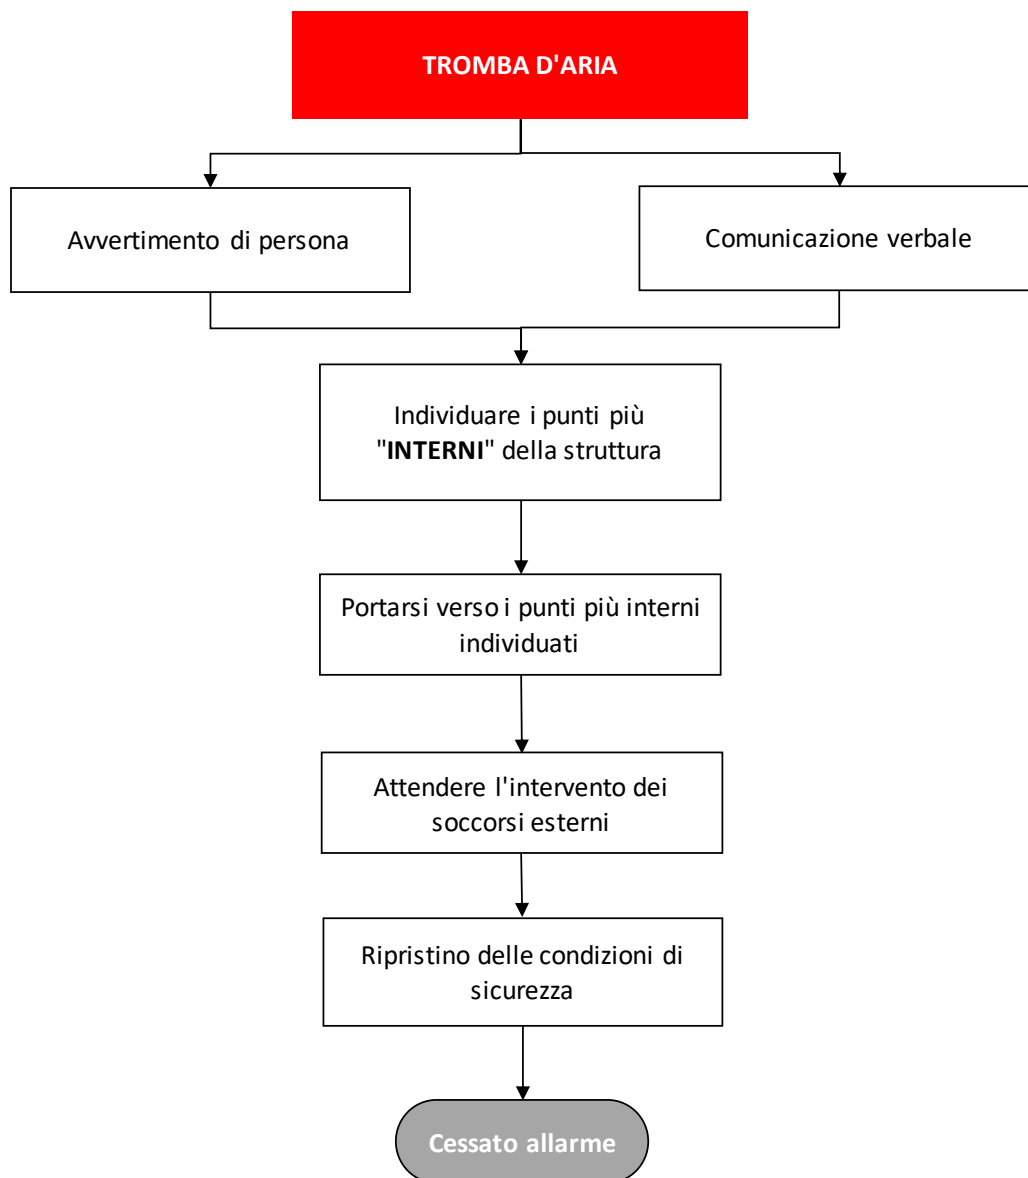 TROMBA D'ARIA
Avvertimento di persona
Comunicazione verbale
Individuare i punti più
"INTERNI" della struttura
Portarsi verso i punti più interni
individuati
Attendere l'intervento dei
soccorsi esterni
Ripristino delle condizioni di
sicurezza
Cessato allarme